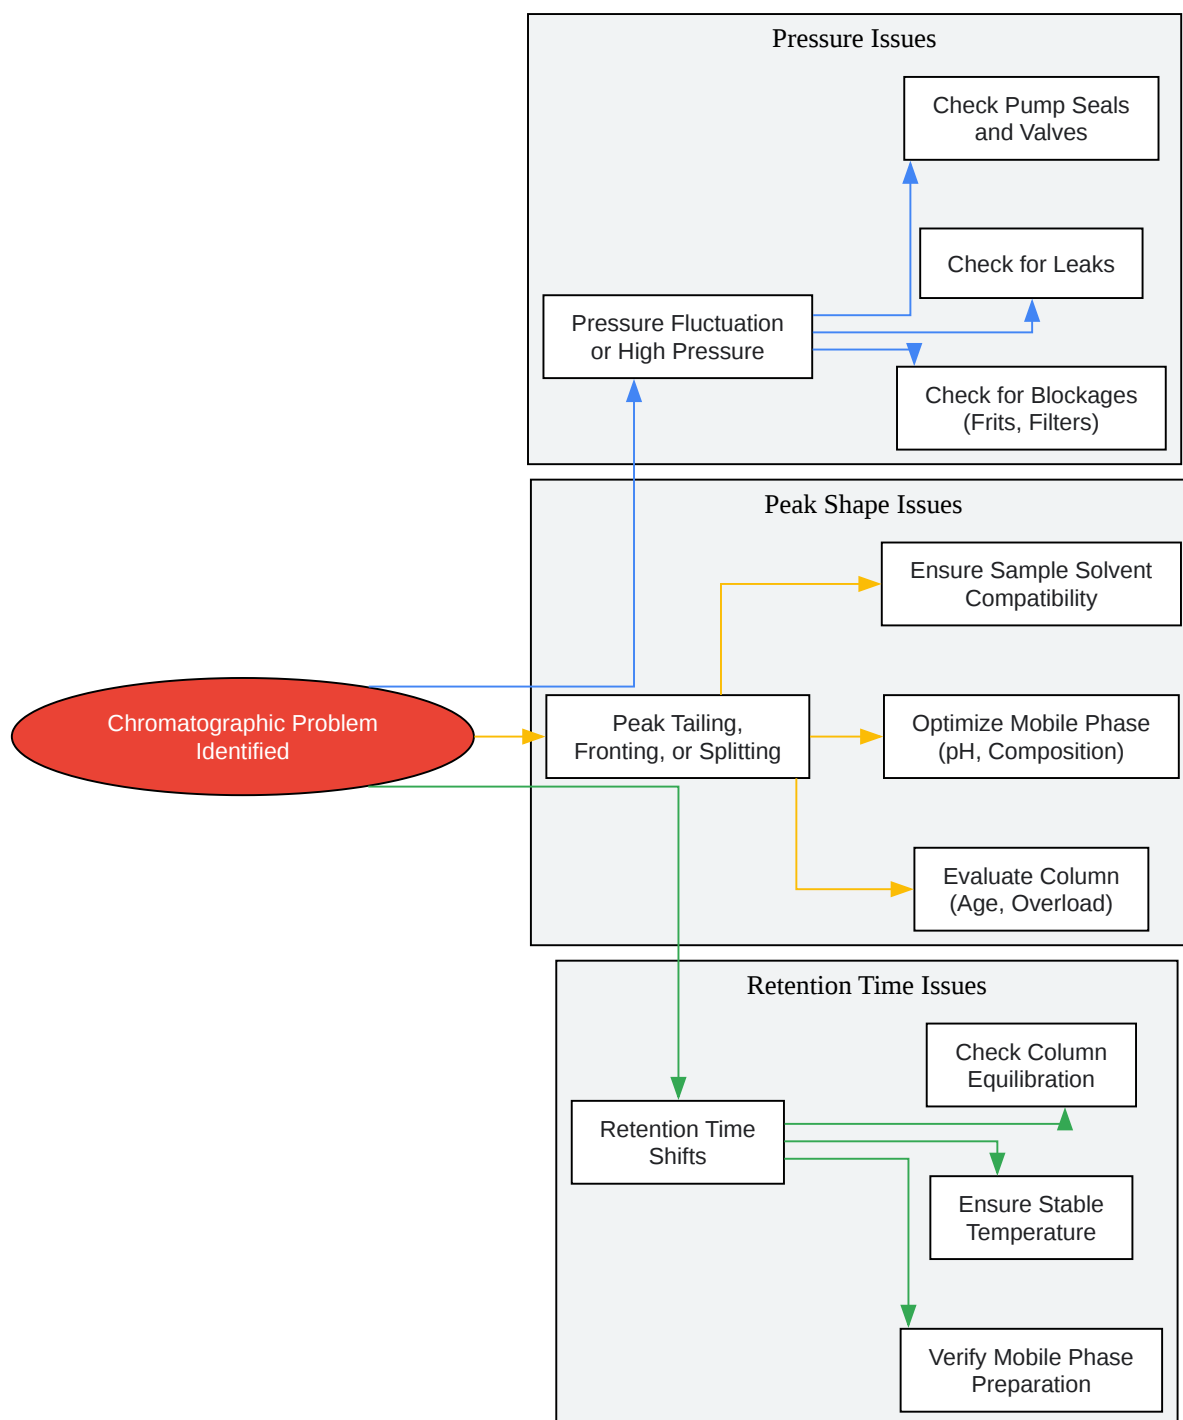 Pressure Issues
Check Pump Seals
and Valves
Check for Leaks
Pressure Fluctuation
or High Pressure
Check for Blockages
(Frits, Filters)
Peak Shape Issues
Ensure Sample Solvent
Compatibility
Chromatographic Problem
Identified
Peak Tailing,
Fronting, or Splitting
Optimize Mobile Phase
(pH, Composition)
Evaluate Column
(Age, Overload)
Retention Time Issues
Check Column
Equilibration
Retention Time
Shifts
Ensure Stable
Temperature
Verify Mobile Phase
Preparation